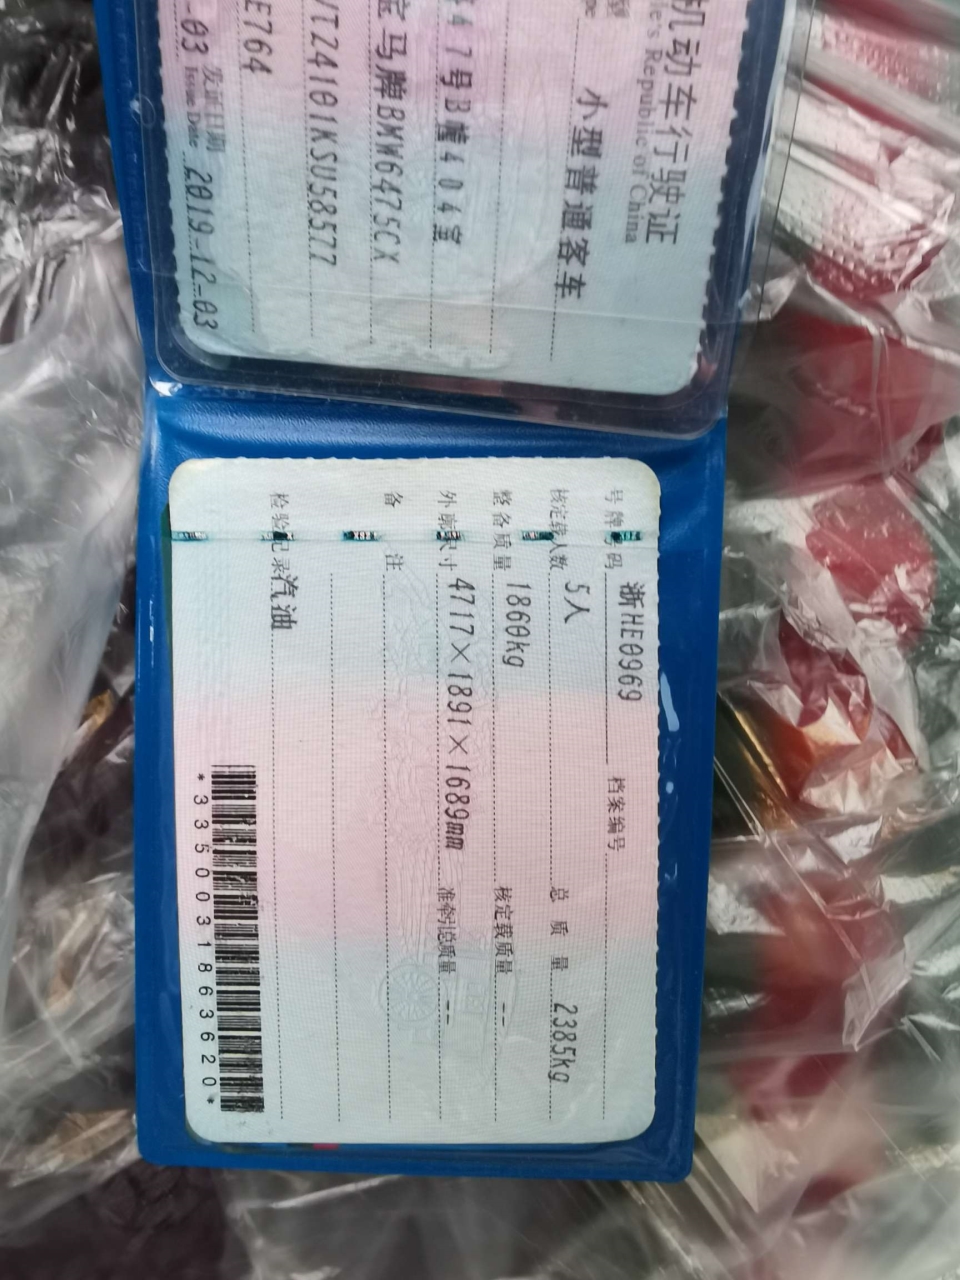 机动车行驶证
le's Republic of China
型 小型普通客车
pe
47号B幢404室
马牌BMW6475CX
VTZ4101KSU58577
E764
-03 发证日期 2019-12-03
Issue Date
号牌号码 浙HE0969 档案编号
核定载人数 5人 总质量 2385kg
整备质量 1860kg 核定载质量 --
外廓尺寸 4717×1891×1689mm 准牵引总质量 --
备注
检验记录 汽油
*3350031863620*